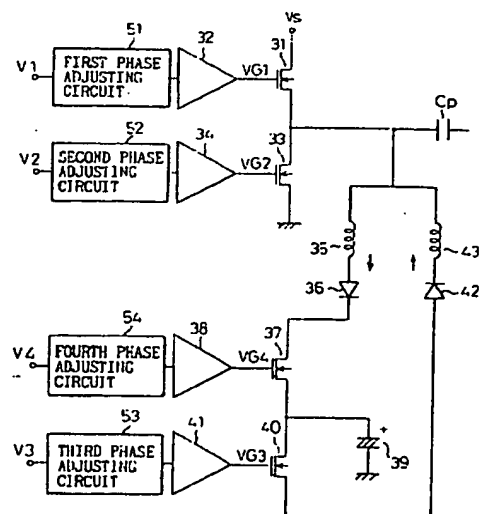 Vs
51
32
31
V1
FIRST PHASE
ADJUSTING
CIRCUIT
VG1
Cp
52
34
33
V2
SECOND PHASE
ADJUSTING
CIRCUIT
VG2
35
43
36
42
54
38
37
V4
FOURTH PHASE
ADJUSTING
CIRCUIT
VG4
53
41
40
V3
THIRD PHASE
ADJUSTING
CIRCUIT
VG3
+
39